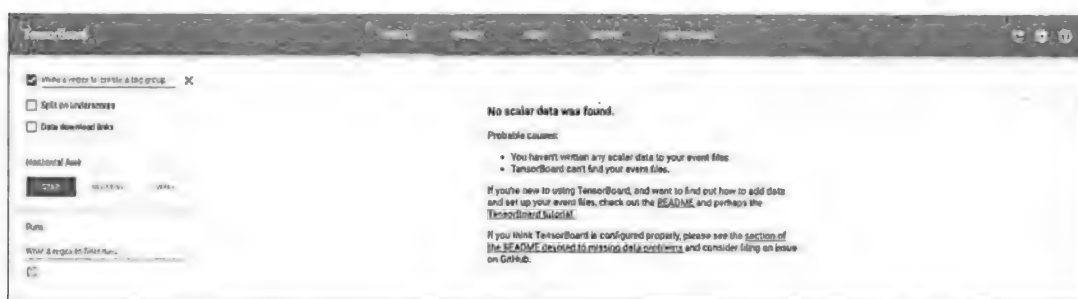 TensorBoard
Write a regex to create a tag group
Split on underscores
Data download links
Horizontal Axis
STEP
Runs
Write a regex to filter runs
No scalar data was found.
Probable causes:
• You haven't written any scalar data to your event files.
• TensorBoard can't find your event files.
If you're new to using TensorBoard, and want to find out how to add data
and set up your event files, check out the README and perhaps the
TensorBoard tutorial.
If you think TensorBoard is configured properly, please see the section of
the README devoted to missing data problems and consider filing an issue
on GitHub.